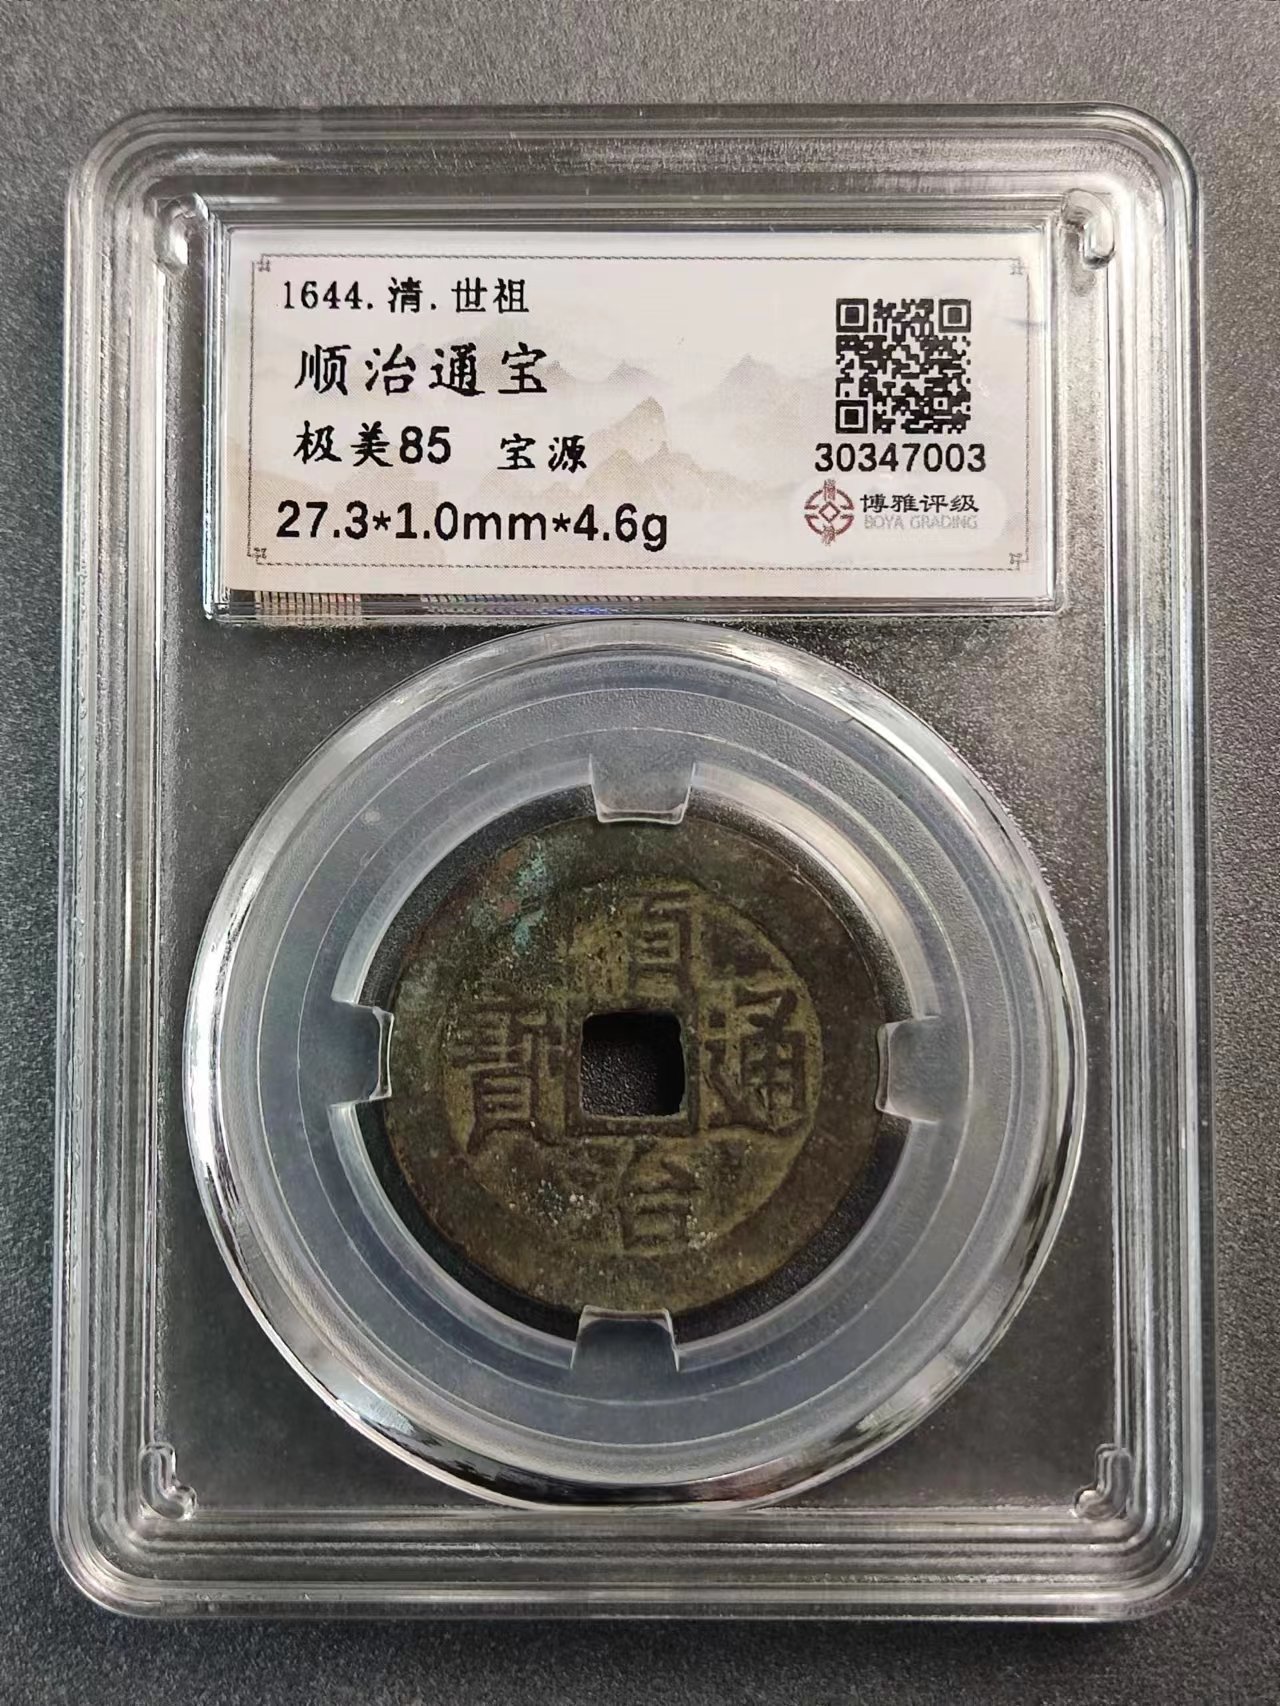 1644.清.世祖
顺治通宝
极美85 宝源
27.3*1.0mm*4.6g
30347003
博雅评级
BOYA GRADING
順
治
通
寶